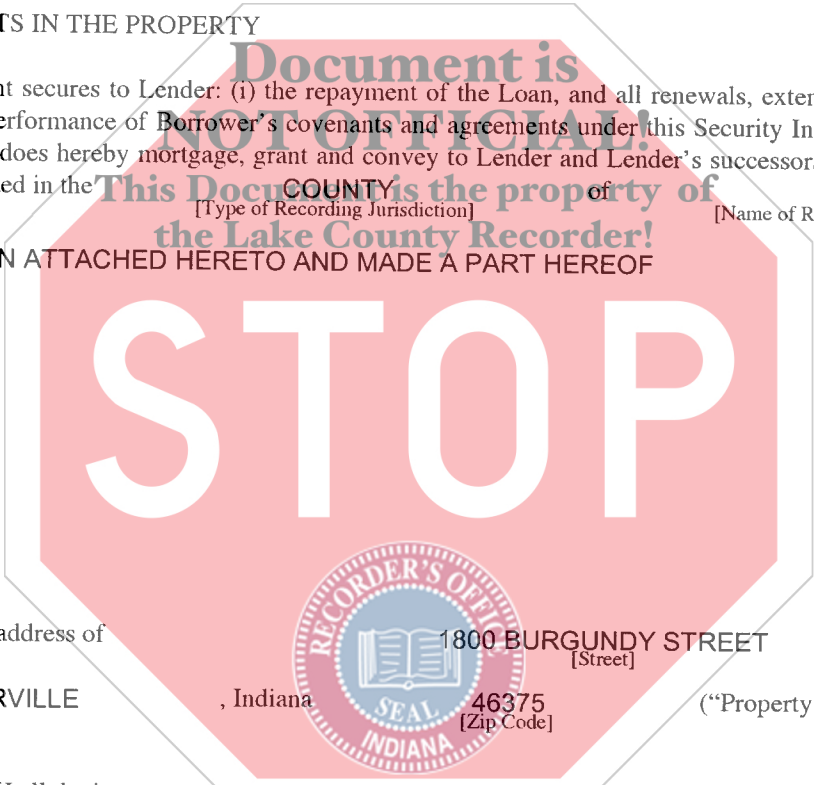 TS IN THE PROPERTY
Document is
nt secures to Lender: (i) the repayment of the Loan, and all renewals, exten
NOT OFFICIAL!
erformance of Borrower's covenants and agreements under this Security In
does hereby mortgage, grant and convey to Lender and Lender's successors
ed in the COUNTY of
This Document is the property of
[Type of Recording Jurisdiction] [Name of R
the Lake County Recorder!
N ATTACHED HERETO AND MADE A PART HEREOF
STOP
RECORDER'S OFFICE
address of 1800 BURGUNDY STREET
[Street]
RVILLE , Indiana 46375 ("Property
SEAL
[Zip Code]
INDIANA